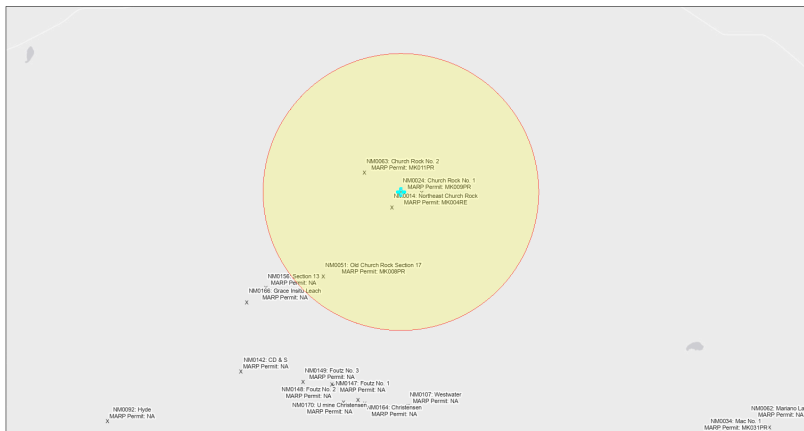 NM0063: Church Rock No. 2
MARP Permit: MK011PR
X
NM0024: Church Rock No. 1
MARP Permit: MK009PR
NM0014: Northeast Church Rock
MARP Permit: MK004RE
X
NM0051: Old Church Rock Section 17
MARP Permit: MK008PR
X
NM0156: Section 13
MARP Permit: NA
NM0166: Grace Insitu Leach
MARP Permit: NA
X
NM0142: CD & S
MARP Permit: NA
X
NM0149: Foutz No. 3
MARP Permit: NA
X
NM0147: Foutz No. 1
MARP Permit: NA
NM0148: Foutz No. 2
MARP Permit: NA
X
NM0107: Westwater
MARP Permit: NA
NM0170: U mine Christensen
MARP Permit: NA
NM0164: Christensen
MARP Permit: NA
NM0092: Hyde
MARP Permit: NA
X
NM0062: Mariano La
MARP Permit: NA
NM0034: Mac No. 1
MARP Permit: MK031PR
X